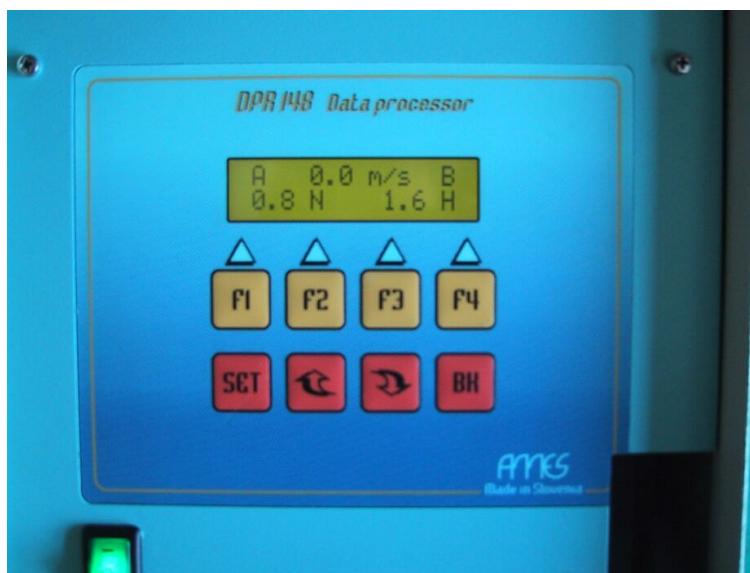 DPR 148 Data processor
A 0.0 m/s B
0.8 N 1.6 H
F1 F2 F3 F4
SET BK
AMES
Made in Slovenia